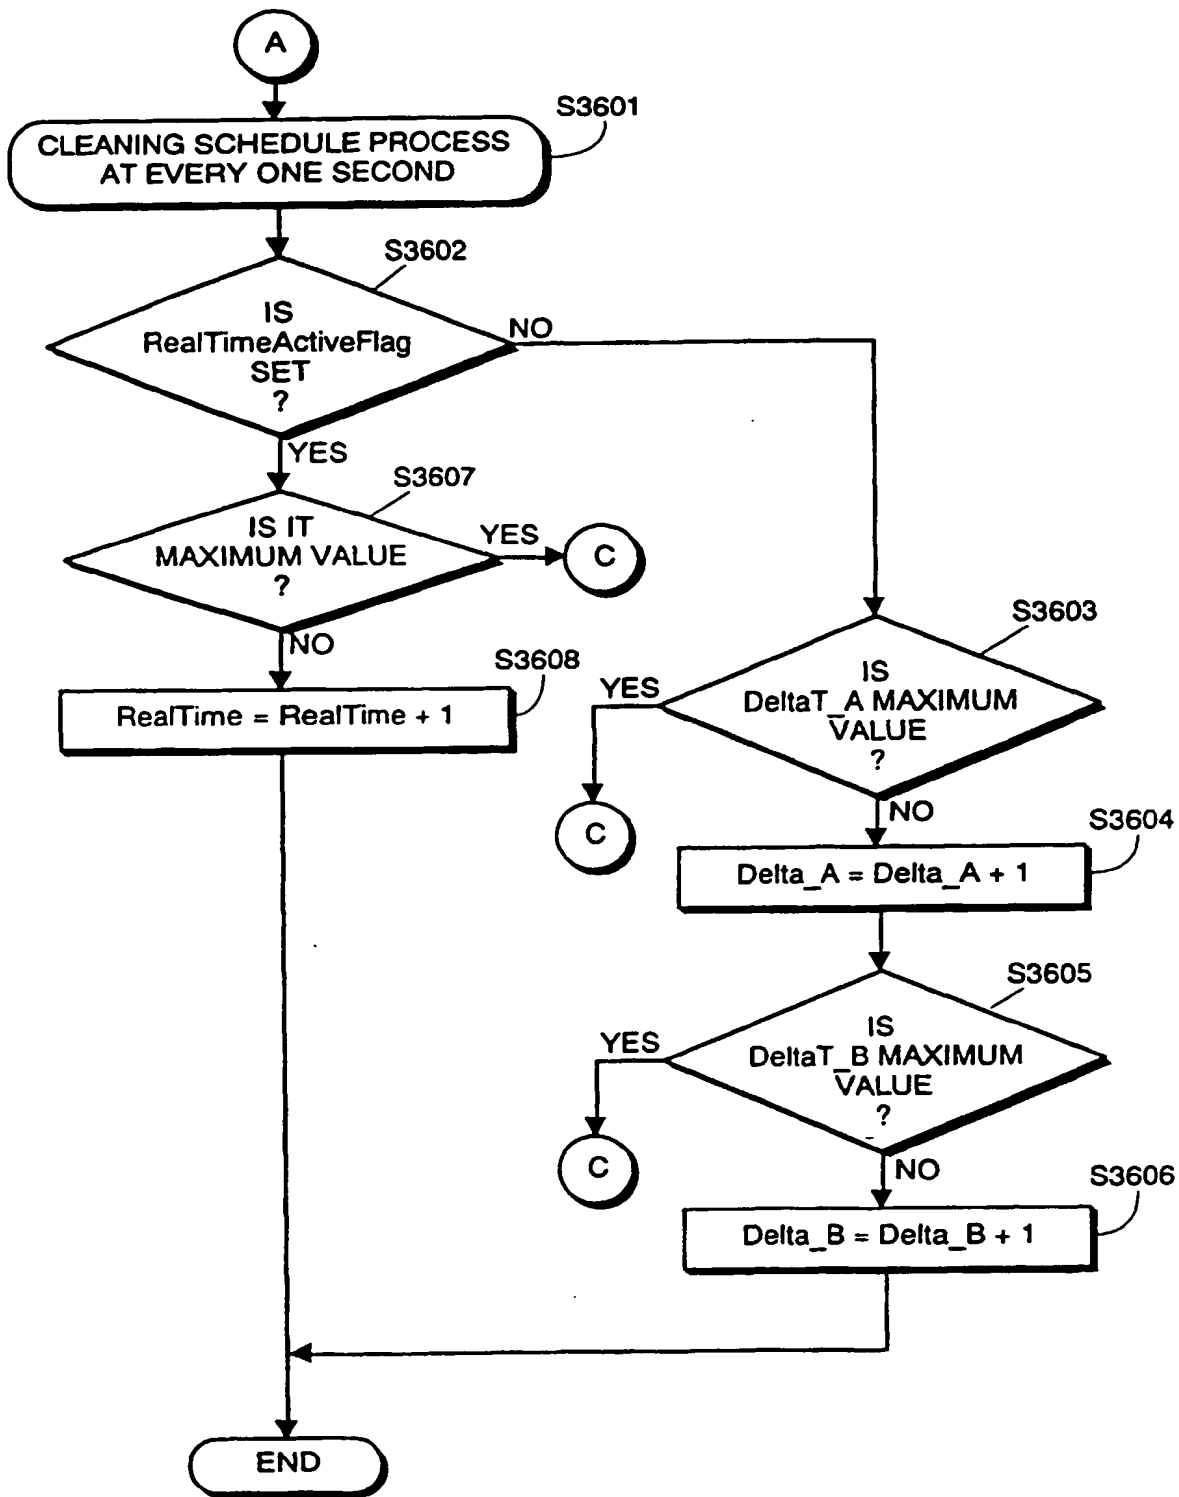 A
S3601
CLEANING SCHEDULE PROCESS
AT EVERY ONE SECOND
S3602
IS
RealTimeActiveFlag
SET
?
NO
YES
S3607
IS IT
MAXIMUM VALUE
?
YES
C
NO
S3608
RealTime = RealTime + 1
S3603
IS
DeltaT_A MAXIMUM
VALUE
?
YES
C
NO
S3604
Delta_A = Delta_A + 1
S3605
IS
DeltaT_B MAXIMUM
VALUE
?
YES
C
NO
S3606
Delta_B = Delta_B + 1
END